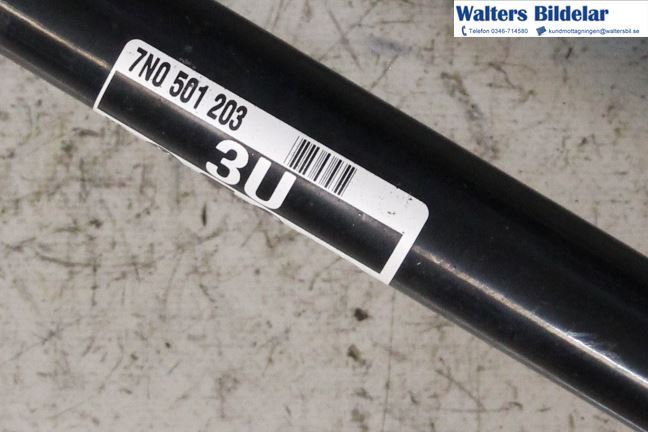 Walters Bildelar
Telefon 0346-714580 kundmottagningen@waltersbil.se
7N0 501 203
3U